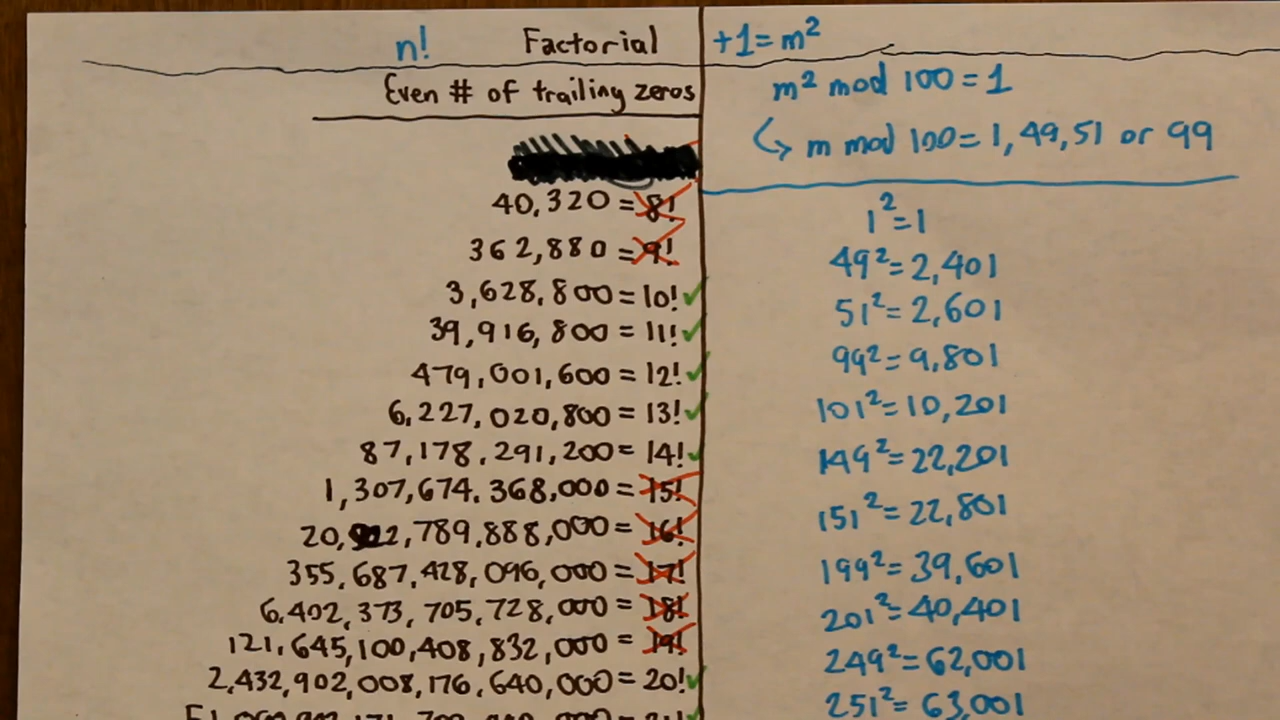 n! Factorial +1=m²
Even # of trailing zeros
m² mod 100 = 1
↳ m mod 100 = 1, 49, 51 or 99
40,320 = 8!
362,880 = 9!
3,628,800 = 10! ✓
39,916,800 = 11! ✓
479,001,600 = 12! ✓
6,227,020,800 = 13! ✓
87,178,291,200 = 14! ✓
1,307,674,368,000 = 15!
20,922,789,888,000 = 16!
355,687,428,096,000 = 17!
6,402,373,705,728,000 = 18!
121,645,100,408,832,000 = 19!
2,432,902,008,176,640,000 = 20! ✓
1² = 1
49² = 2,401
51² = 2,601
99² = 9,801
101² = 10,201
149² = 22,201
151² = 22,801
199² = 39,601
201² = 40,401
249² = 62,001
251² = 63,001